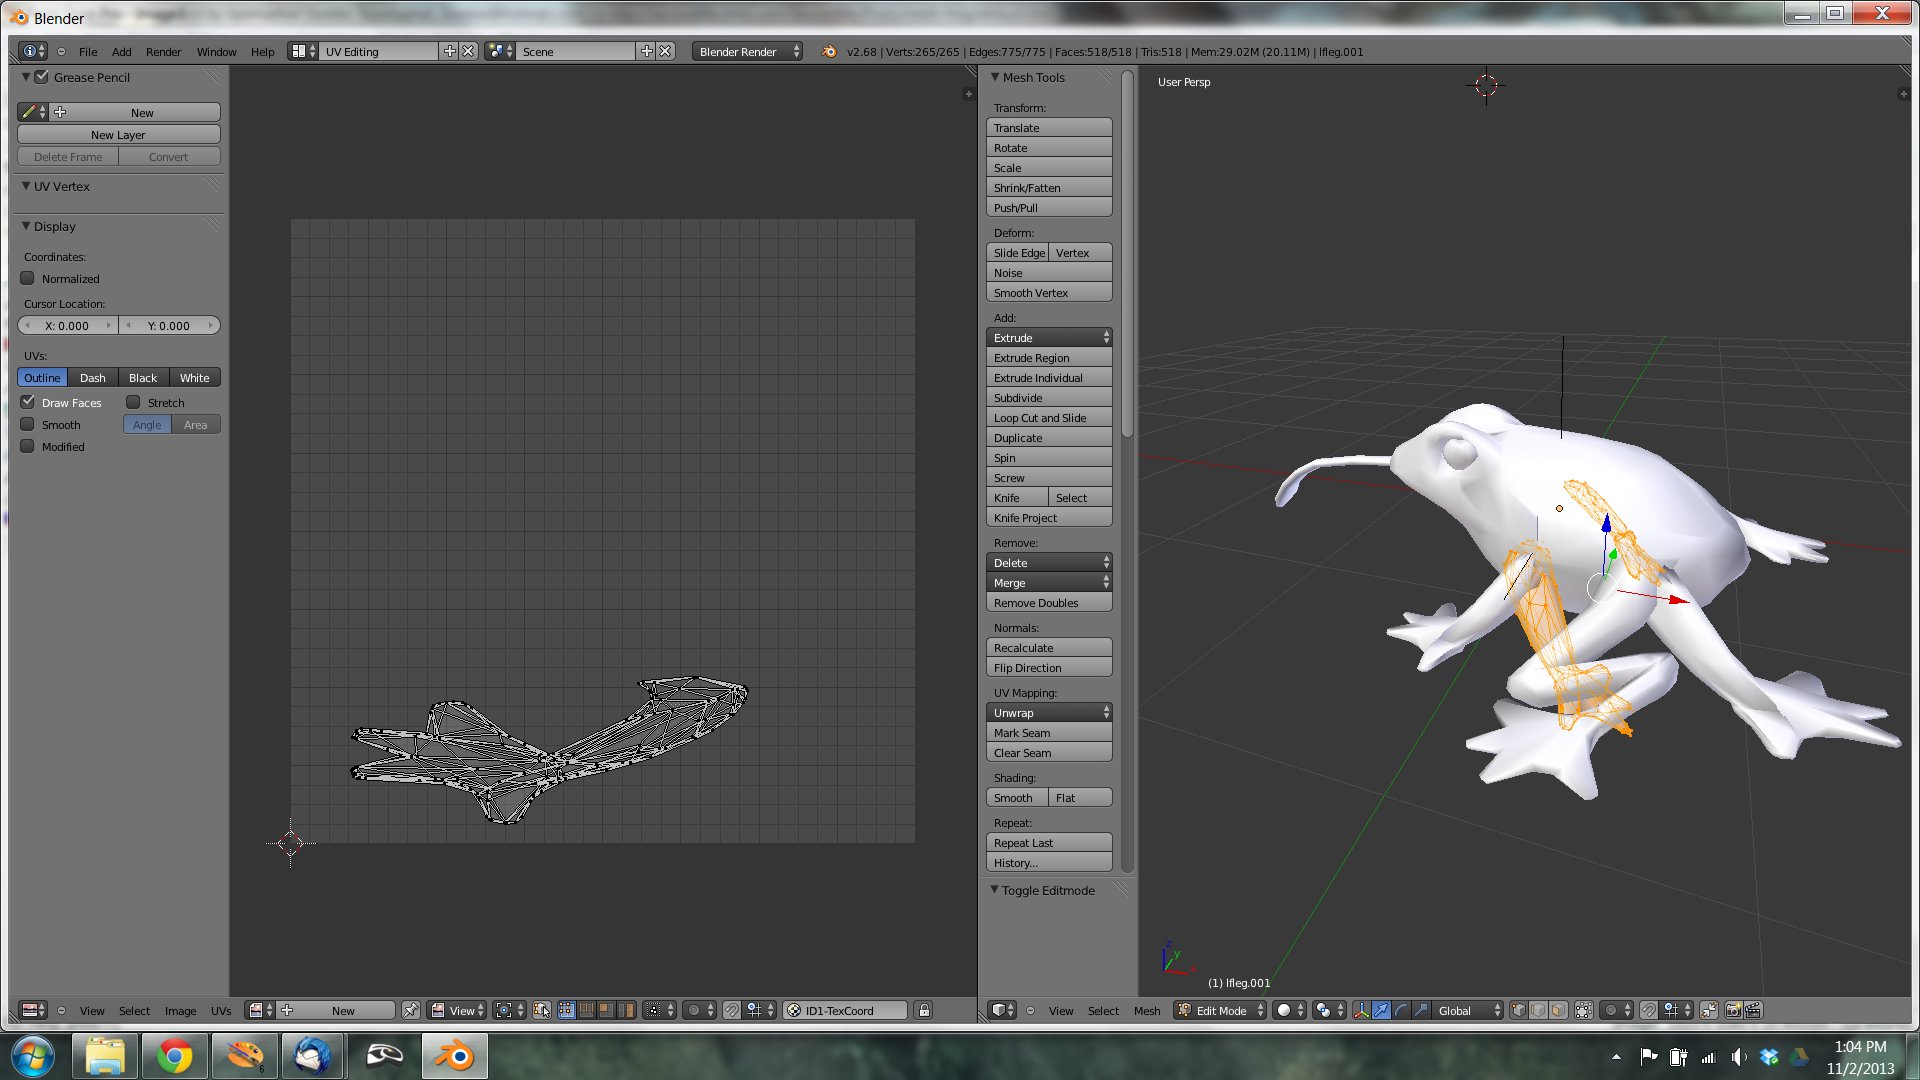 Blender
File Add Render Window Help UV Editing Scene Blender Render v2.68 | Verts:265/265 | Edges:775/775 | Faces:518/518 | Tris:518 | Mem:29.02M (20.11M) | lfleg.001
Grease Pencil
New
New Layer
Delete Frame Convert
UV Vertex
Display
Coordinates:
Normalized
Cursor Location:
X: 0.000 Y: 0.000
UVs:
Outline Dash Black White
Draw Faces Stretch
Smooth Angle Area
Modified
Mesh Tools
Transform:
Translate
Rotate
Scale
Shrink/Fatten
Push/Pull
Deform:
Slide Edge Vertex
Noise
Smooth Vertex
Add:
Extrude
Extrude Region
Extrude Individual
Subdivide
Loop Cut and Slide
Duplicate
Spin
Screw
Knife Select
Knife Project
Remove:
Delete
Merge
Remove Doubles
Normals:
Recalculate
Flip Direction
UV Mapping:
Unwrap
Mark Seam
Clear Seam
Shading:
Smooth Flat
Repeat:
Repeat Last
History...
Toggle Editmode
User Persp
z
y
x
(1) lfleg.001
View Select Image UVs New View ID1-TexCoord
View Select Mesh Edit Mode Global
6
1:04 PM
11/2/2013